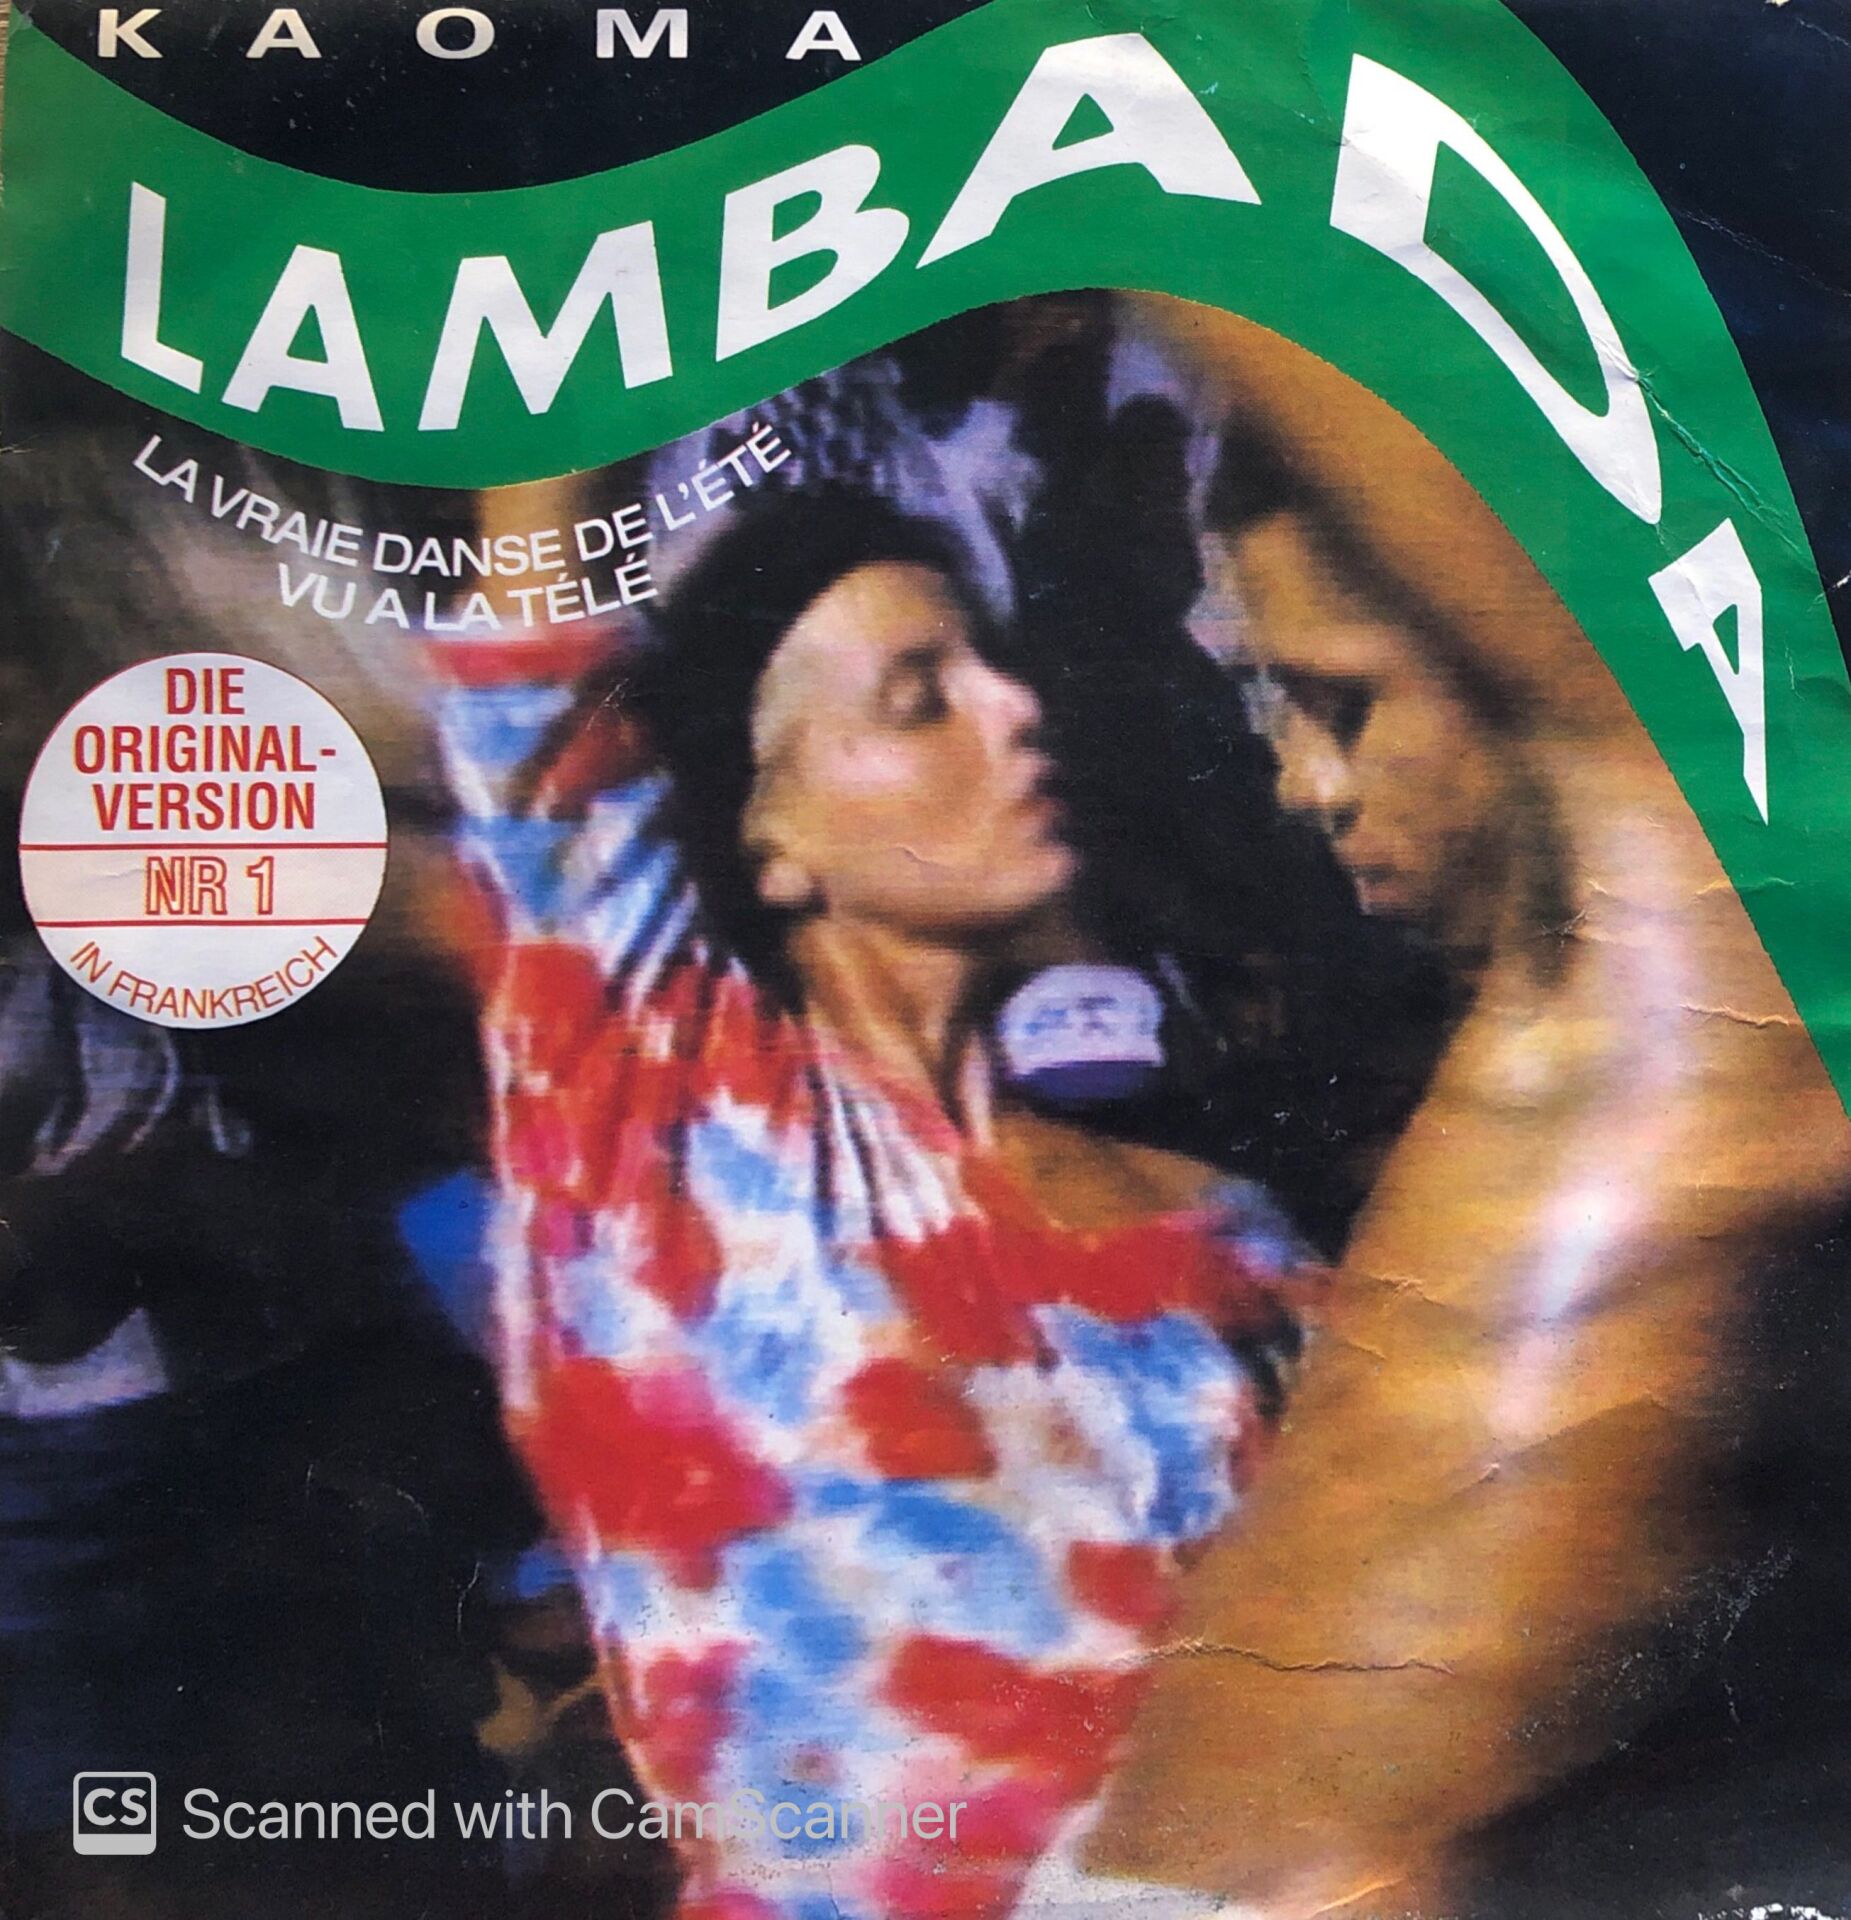 KAOMA
LAMBADA
LA VRAIE DANSE DE L'ÉTÉ
VU A LA TÉLÉ
DIE
ORIGINAL-
VERSION
NR 1
IN FRANKREICH
CS Scanned with CamScanner